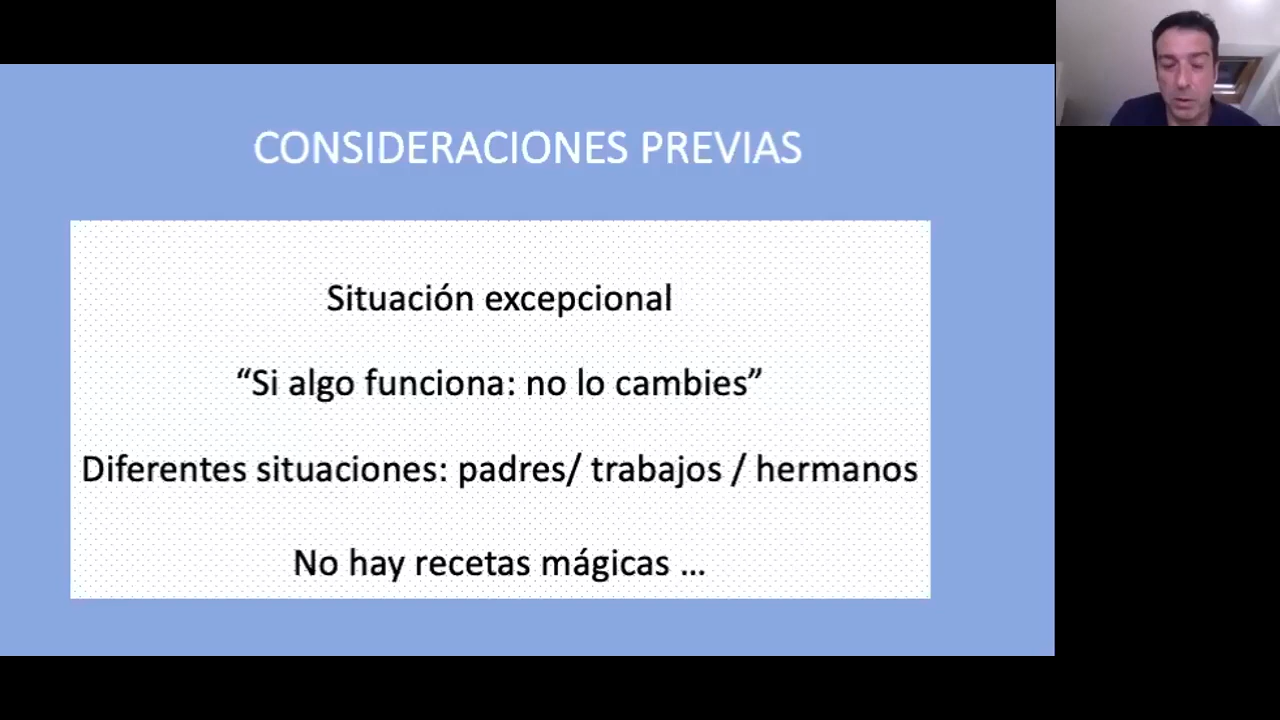 CONSIDERACIONES PREVIAS
Situación excepcional
“Si algo funciona: no lo cambies”
Diferentes situaciones: padres/ trabajos / hermanos
No hay recetas mágicas ...